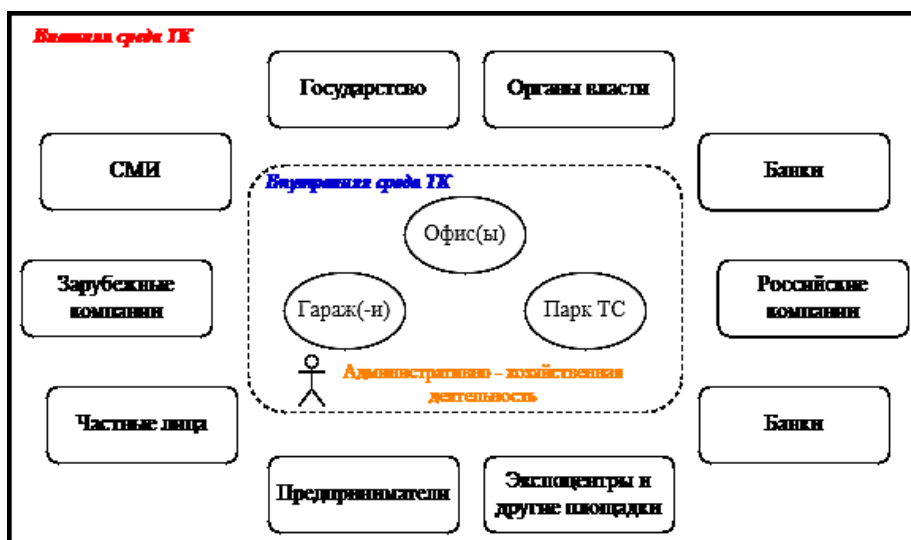 Внешняя среда ТК
Государство
Органы власти
СМИ
Банки
Внутренняя среда ТК
Офис(ы)
Зарубежные
компании
Гараж(-и)
Парк ТС
Российские
компании
Административно - хозяйственная
деятельность
Частные лица
Банки
Предприниматели
Экспоцентры и
другие площадки